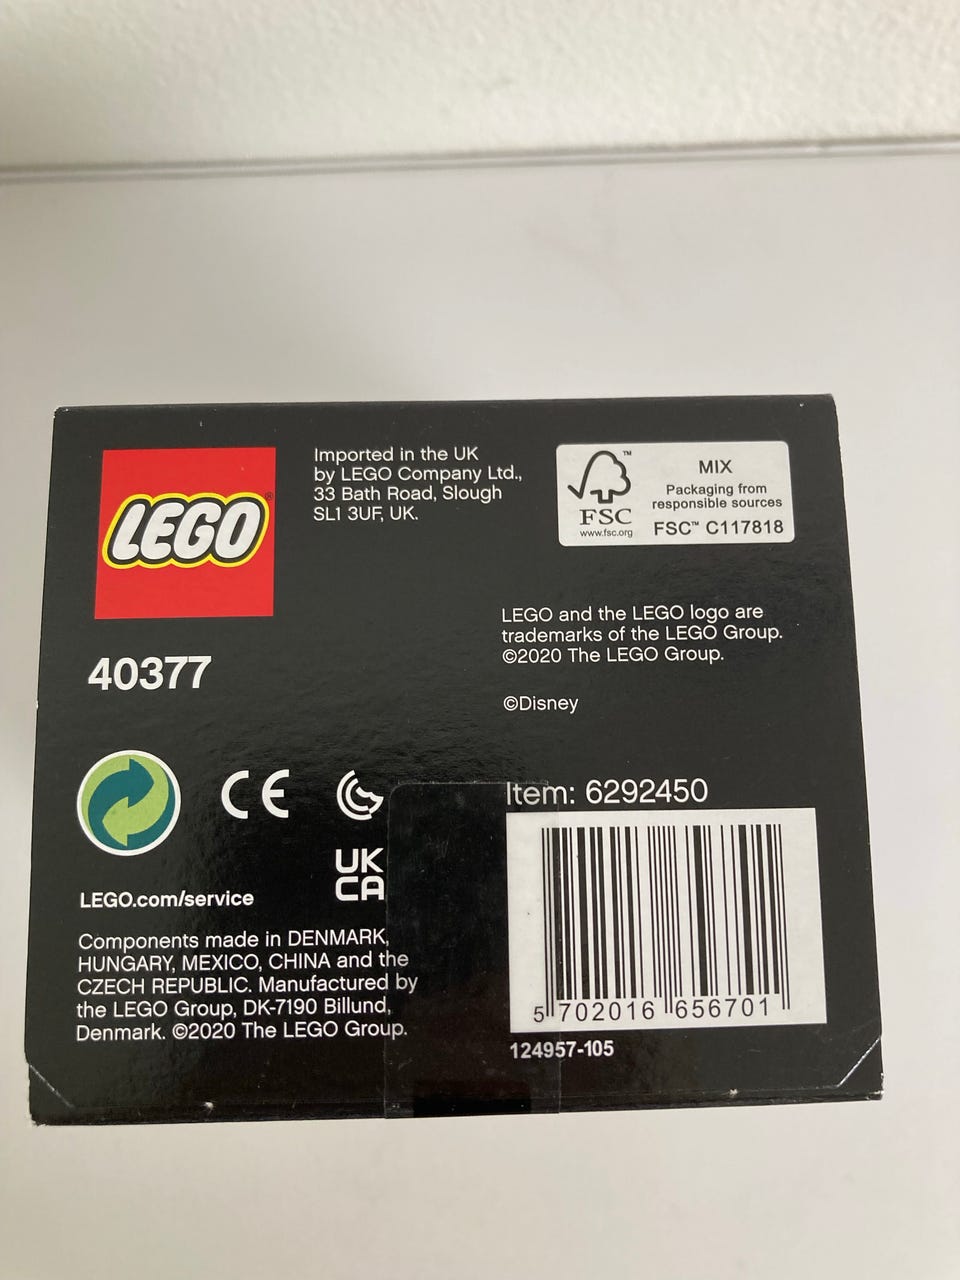 LEGO®
40377
Imported in the UK
by LEGO Company Ltd.,
33 Bath Road, Slough
SL1 3UF, UK.
FSC™
www.fsc.org
MIX
Packaging from
responsible sources
FSC™ C117818
LEGO and the LEGO logo are
trademarks of the LEGO Group.
©2020 The LEGO Group.
©Disney
CE
UK
CA
LEGO.com/service
Components made in DENMARK,
HUNGARY, MEXICO, CHINA and the
CZECH REPUBLIC. Manufactured by
the LEGO Group, DK-7190 Billund,
Denmark. ©2020 The LEGO Group.
Item: 6292450
5 702016 656701
124957-105